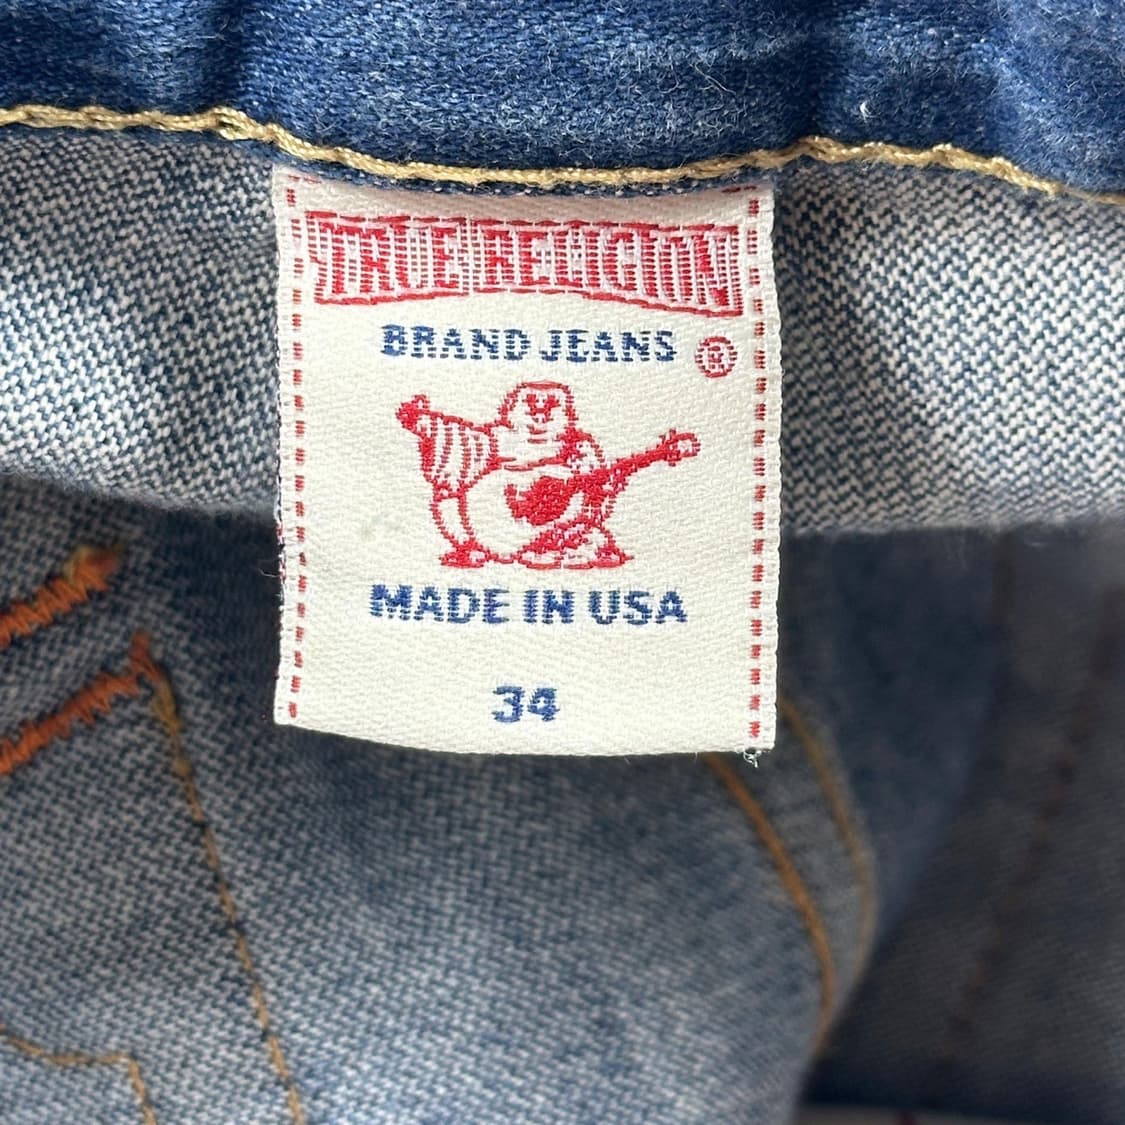 TRUE RELIGION
BRAND JEANS ®
MADE IN USA
34